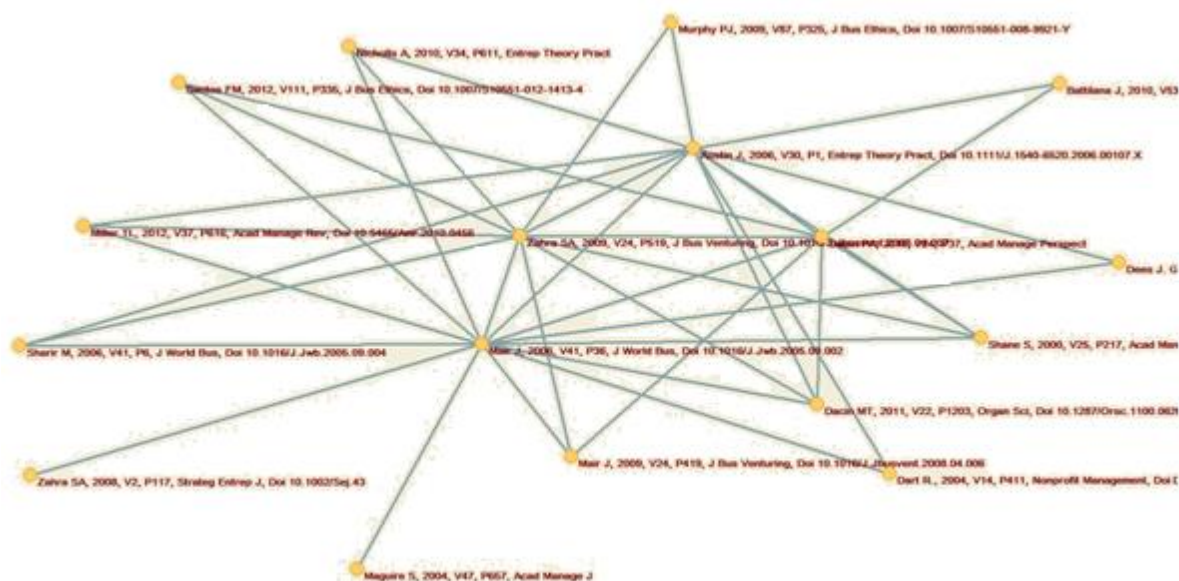 Murphy PJ, 2009, V87, P325, J Bus Ethics, Doi 10.1007/S10551-008-9921-Y
Nicholls A, 2010, V34, P611, Entrep Theory Pract
Santos FM, 2012, V111, P335, J Bus Ethics, Doi 10.1007/S10551-012-1413-4
Battilana J, 2010, V53
Austin J, 2006, V30, P1, Entrep Theory Pract, Doi 10.1111/J.1540-6520.2006.00107.X
Miller TL, 2012, V37, P616, Acad Manage Rev, Doi 10.5465/Amr.2010.0456
Zahra SA, 2009, V24, P519, J Bus Venturing, Doi
P37, Acad Manage Perspect
Dees J. G
Sharir M, 2006, V41, P6, J World Bus, Doi 10.1016/J.Jwb.2005.09.004
Mair J, 2006, V41, P36, J World Bus, Doi 10.1016/J.Jwb.2005.09.002
Shane S, 2000, V25, P217, Acad Man
Dacin MT, 2011, V22, P1203, Organ Sci, Doi 10.1287/Orsc.1100.062
Mair J, 2009, V24, P419, J Bus Venturing, Doi 10.1016/J.Jbusvent.2008.04.006
Zahra SA, 2008, V2, P117, Strateg Entrep J, Doi 10.1002/Sej.43
Dart R., 2004, V14, P411, Nonprofit Management, Doi
Maguire S, 2004, V47, P657, Acad Manage J